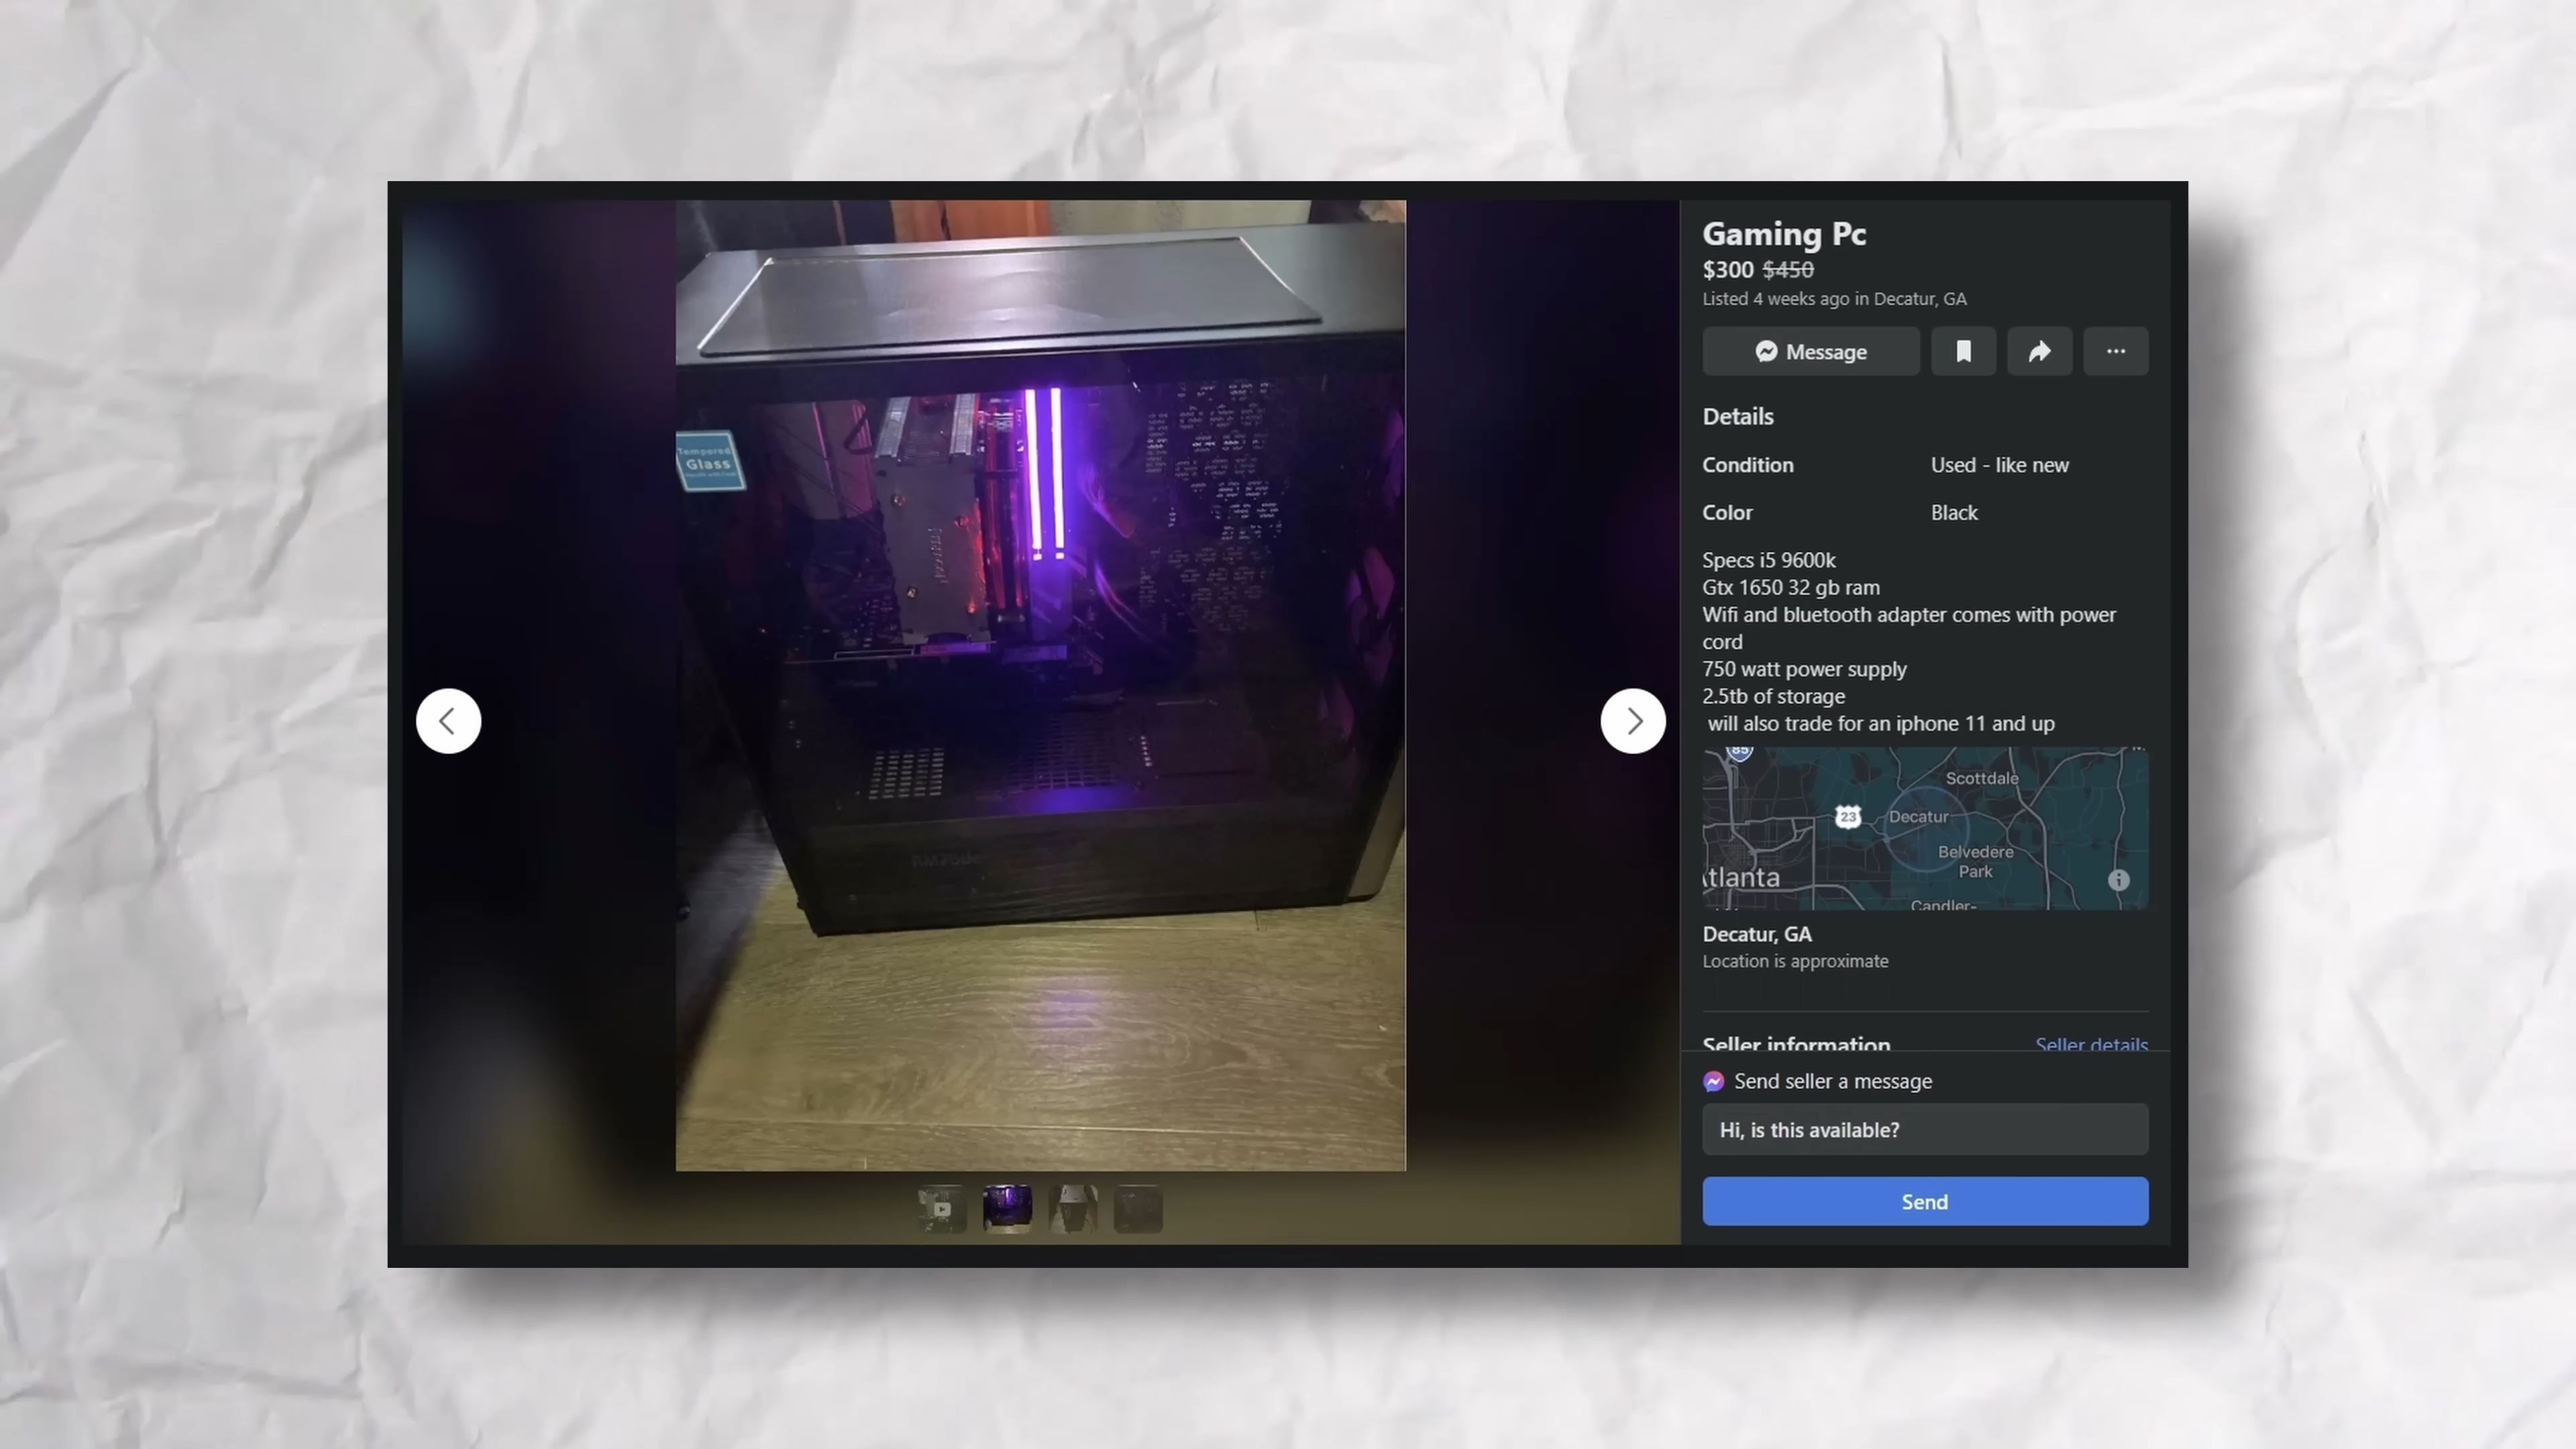 Tempered
Glass
RM750e
Gaming Pc
$300 $450
Listed 4 weeks ago in Decatur, GA
Message
Details
Condition Used - like new
Color Black
Specs i5 9600k
Gtx 1650 32 gb ram
Wifi and bluetooth adapter comes with power
cord
750 watt power supply
2.5tb of storage
will also trade for an iphone 11 and up
85
Scottdale
23
Decatur
Belvedere
Park
tlanta
Candler-
Decatur, GA
Location is approximate
Seller information Seller details
Send seller a message
Hi, is this available?
Send